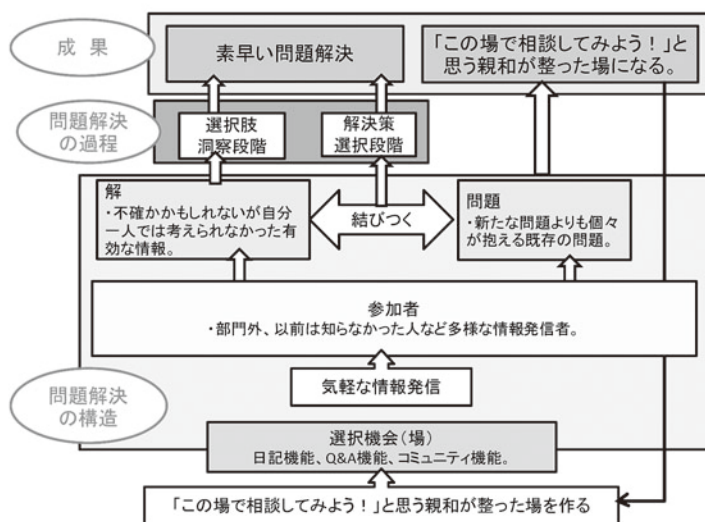 成 果
素早い問題解決
「この場で相談してみよう！」と
思う親和が整った場になる。
問題解決
の過程
選択肢
洞察段階
解決策
選択段階
解
・不確かかもしれないが自分
一人では考えられなかった有
効な情報。
結びつく
問題
・新たな問題よりも個々
が抱える既存の問題。
参加者
・部門外、以前は知らなかった人など多様な情報発信者。
気軽な情報発信
問題解決
の構造
選択機会（場）
日記機能、Q&A機能、コミュニティ機能。
「この場で相談してみよう！」と思う親和が整った場を作る